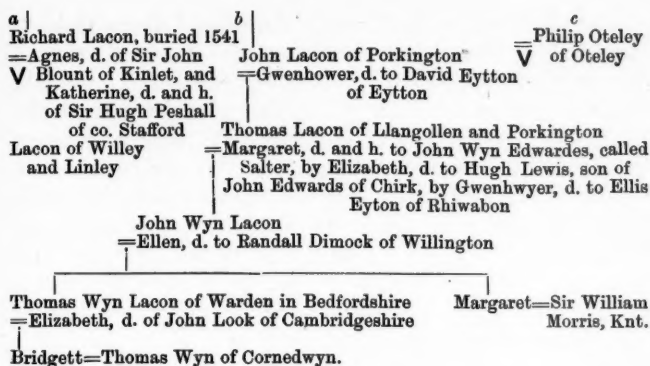 a
Richard Lacon, buried 1541
=Agnes, d. of Sir John
V Blount of Kinlet, and
Katherine, d. and h.
of Sir Hugh Peshall
of co. Stafford
Lacon of Willey
and Linley
b
John Lacon of Porkington
=Gwenhower, d. to David Eytton
of Eytton
c
=Philip Oteley
V of Oteley
Thomas Lacon of Llangollen and Porkington
=Margaret, d. and h. to John Wyn Edwardes, called
Salter, by Elizabeth, d. to Hugh Lewis, son of
John Edwards of Chirk, by Gwenhwyer, d. to Ellis
Eyton of Rhiwabon
John Wyn Lacon
=Ellen, d. to Randall Dimock of Willington
Thomas Wyn Lacon of Warden in Bedfordshire
=Elizabeth, d. of John Look of Cambridgeshire
Margaret=Sir William
Morris, Knt.
Bridgett=Thomas Wyn of Cornedwyn.